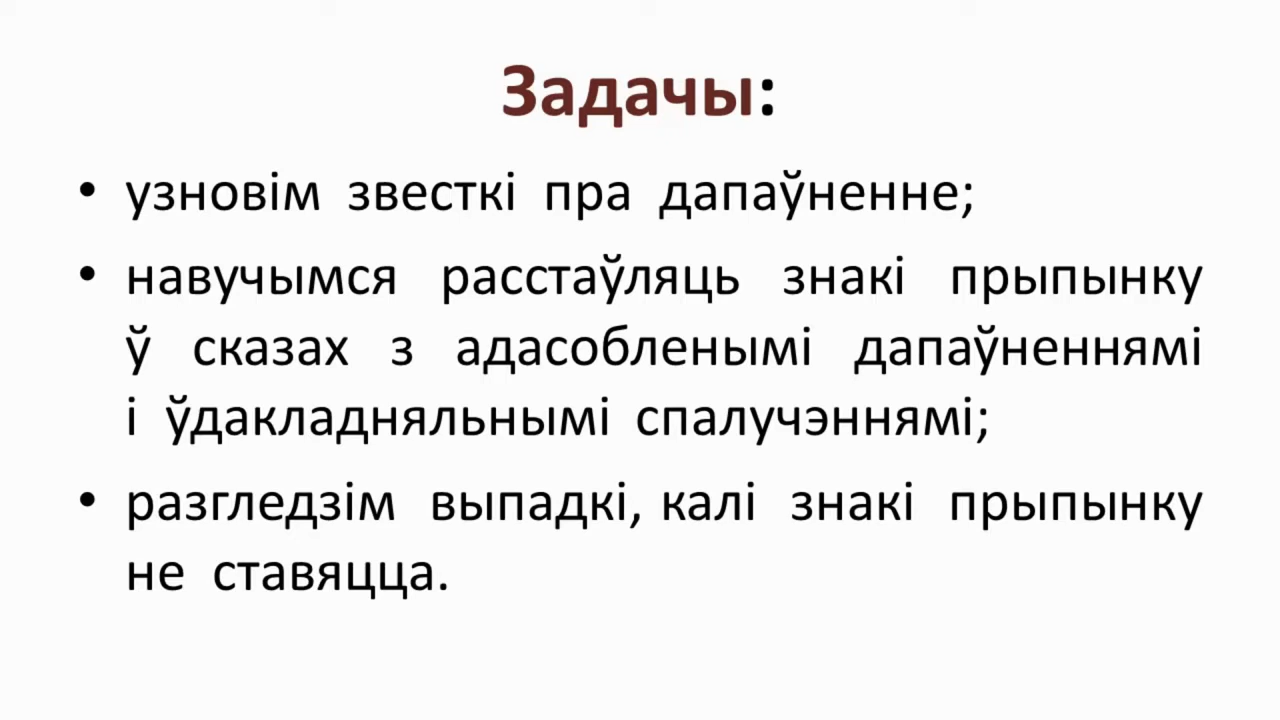 Задачы:
• узновім звесткі пра дапаўненне;
• навучымся расстаўляць знакі прыпынку
ў сказах з адасобленымі дапаўненнямі
і ўдакладняльнымі спалучэннямі;
• разгледзім выпадкі, калі знакі прыпынку
не ставяцца.